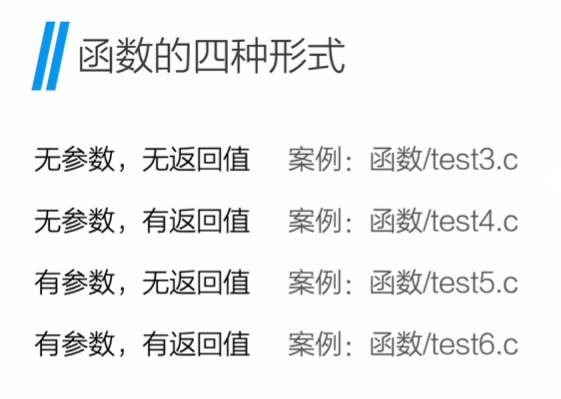 函数的四种形式
无参数，无返回值 案例：函数/test3.c
无参数，有返回值 案例：函数/test4.c
有参数，无返回值 案例：函数/test5.c
有参数，有返回值 案例：函数/test6.c